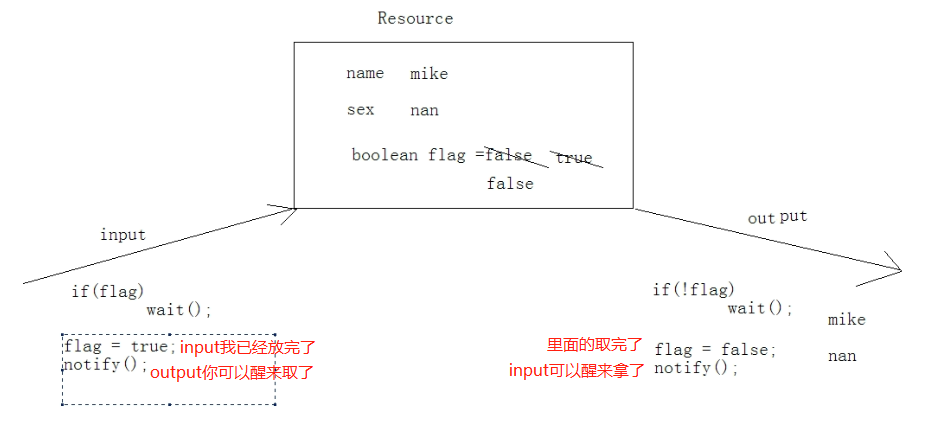 Resource
name mike
sex nan
boolean flag =false true
false
input
out put
if(flag)
wait();
flag = true;input我已经放完了
notify();output你可以醒来取了
if(!flag)
wait();
mike
里面的取完了 flag = false;
nan
input可以醒来拿了 notify();